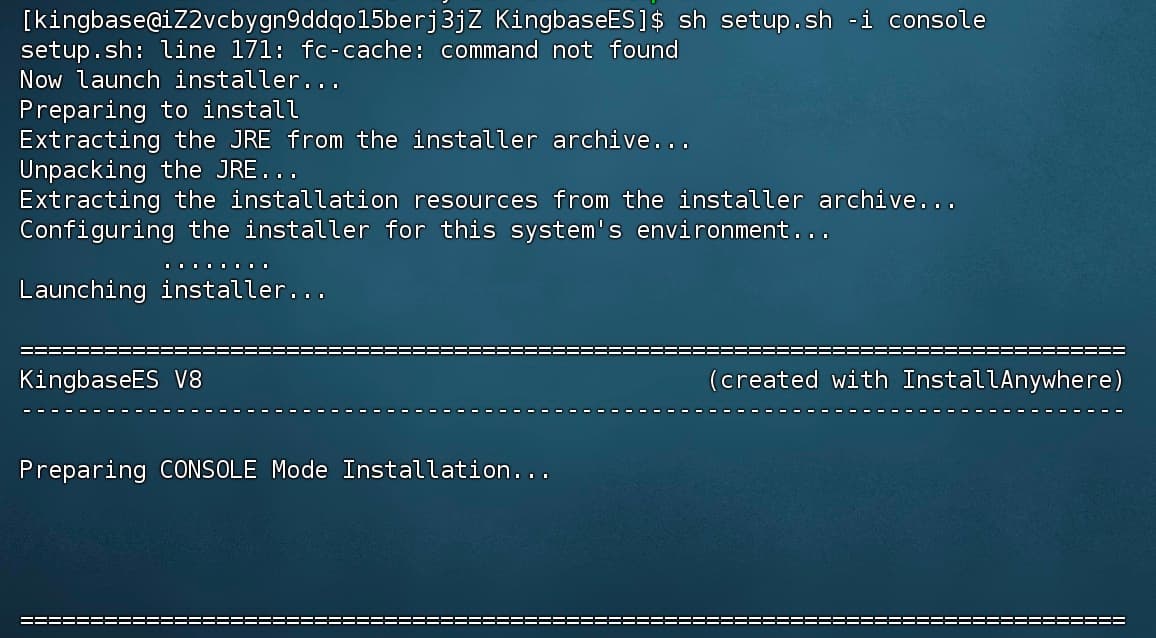 [kingbase@iZ2vcbygn9ddqo15berj3jZ KingbaseES]$ sh setup.sh -i console
setup.sh: line 171: fc-cache: command not found
Now launch installer...
Preparing to install
Extracting the JRE from the installer archive...
Unpacking the JRE...
Extracting the installation resources from the installer archive...
Configuring the installer for this system's environment...
........
Launching installer...
===============================================================================
KingbaseES V8 (created with InstallAnywhere)
-------------------------------------------------------------------------------
Preparing CONSOLE Mode Installation...
===============================================================================